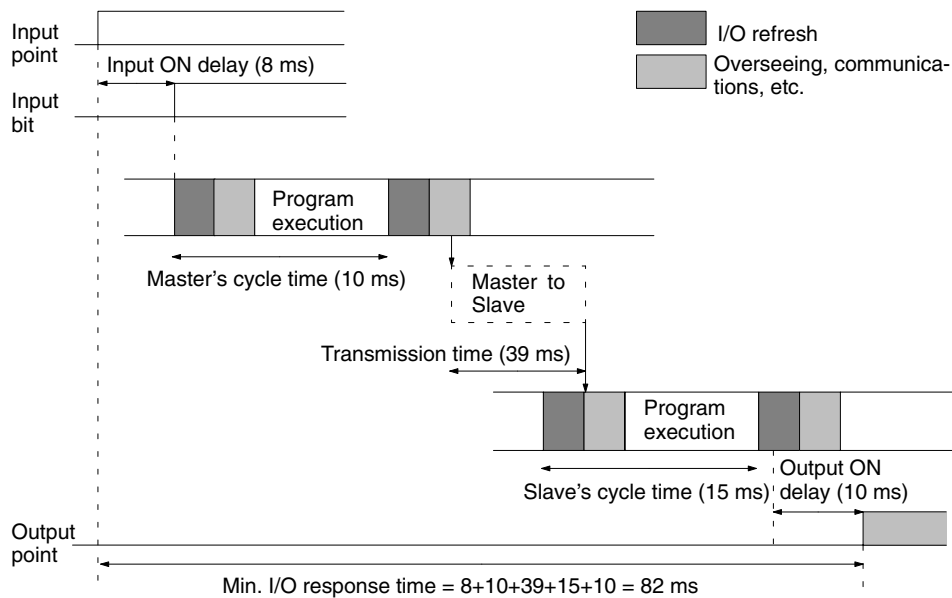 Input
point
Input ON delay (8 ms)
I/O refresh
Overseeing, communica-
tions, etc.
Input
bit
Program
execution
Master’s cycle time (10 ms)
Master to
Slave
Transmission time (39 ms)
Program
execution
Slave’s cycle time (15 ms)
Output ON
delay (10 ms)
Output
point
Min. I/O response time = 8+10+39+15+10 = 82 ms